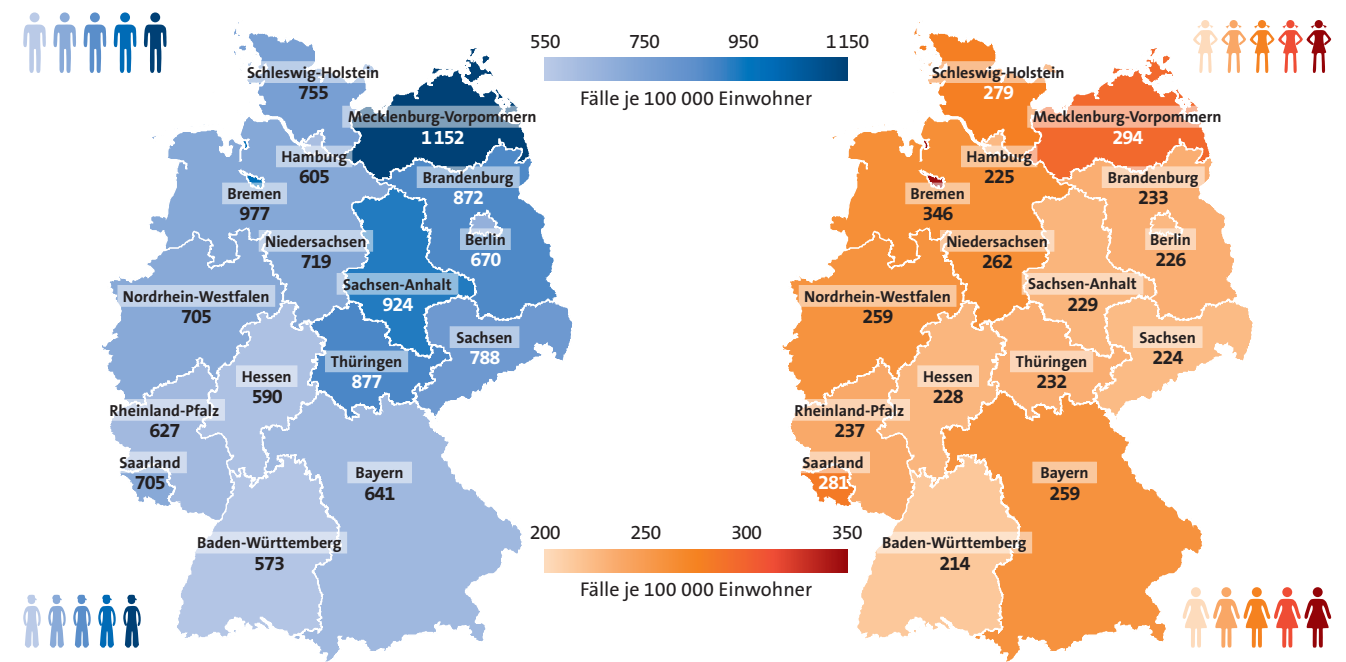 550 750 950 1150
Fälle je 100 000 Einwohner
Schleswig-Holstein
755
Mecklenburg-Vorpommern
1152
Hamburg
605
Bremen
977
Brandenburg
872
Niedersachsen
719
Berlin
670
Sachsen-Anhalt
924
Nordrhein-Westfalen
705
Sachsen
788
Thüringen
877
Hessen
590
Rheinland-Pfalz
627
Saarland
705
Bayern
641
Baden-Württemberg
573
Schleswig-Holstein
279
Mecklenburg-Vorpommern
294
Hamburg
225
Bremen
346
Brandenburg
233
Niedersachsen
262
Berlin
226
Sachsen-Anhalt
229
Nordrhein-Westfalen
259
Sachsen
224
Thüringen
232
Hessen
228
Rheinland-Pfalz
237
Saarland
281
Bayern
259
Baden-Württemberg
214
200 250 300 350
Fälle je 100 000 Einwohner